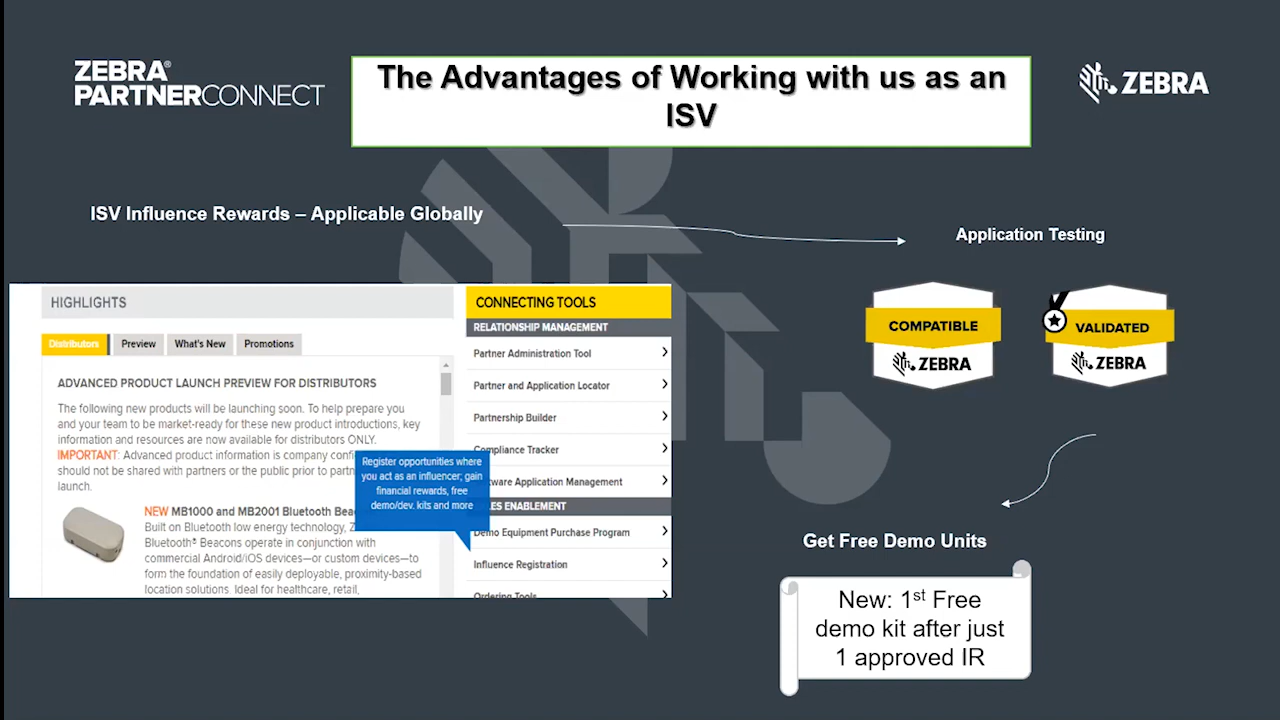 ZEBRA®
PARTNERCONNECT
The Advantages of Working with us as an
ISV
ZEBRA
ISV Influence Rewards – Applicable Globally
Application Testing
HIGHLIGHTS
Distributors
Preview
What's New
Promotions
ADVANCED PRODUCT LAUNCH PREVIEW FOR DISTRIBUTORS
The following new products will be launching soon. To help prepare you
and your team to be market-ready for these new product introductions, key
information and resources are now available for distributors ONLY.
IMPORTANT: Advanced product information is company
should not be shared with partners or the public prior to
launch.
NEW MB1000 and MB2001 Bluetooth
Built on Bluetooth low energy technology,
Bluetooth® Beacons operate in conjunction with
commercial Android/iOS devices—or custom devices—to
form the foundation of easily deployable, proximity-based
location solutions. Ideal for healthcare, retail,
Register opportunities where
you act as an influencer; gain
financial rewards, free
demo/dev. kits and more
CONNECTING TOOLS
RELATIONSHIP MANAGEMENT
Partner Administration Tool
Partner and Application Locator
Partnership Builder
Compliance Tracker
Application Management
ENABLEMENT
Demo Equipment Purchase Program
Influence Registration
Ordering Tools
COMPATIBLE
ZEBRA
VALIDATED
ZEBRA
Get Free Demo Units
New: 1st Free
demo kit after just
1 approved IR